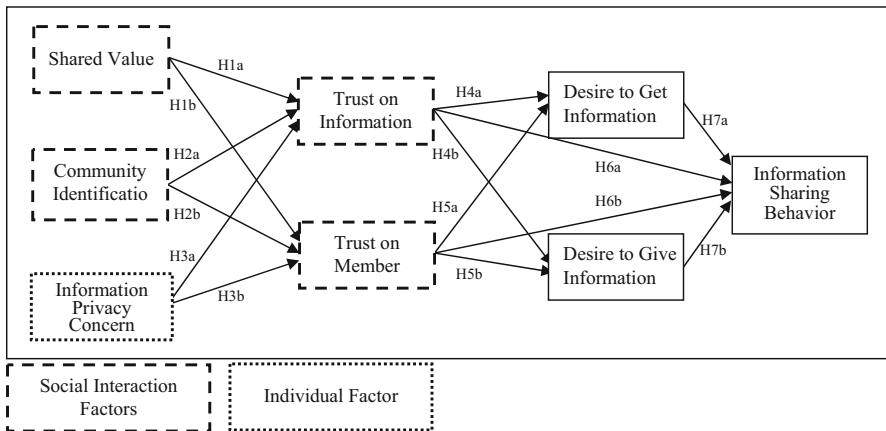 Shared Value
Community
Identificatio
Information
Privacy
Concern
H1a
H1b
H2a
H2b
H3a
H3b
Trust on
Information
Trust on
Member
H4a
H4b
H5a
H5b
H6a
H6b
Desire to Get
Information
Desire to Give
Information
H7a
H7b
Information
Sharing
Behavior
Social Interaction
Factors
Individual Factor